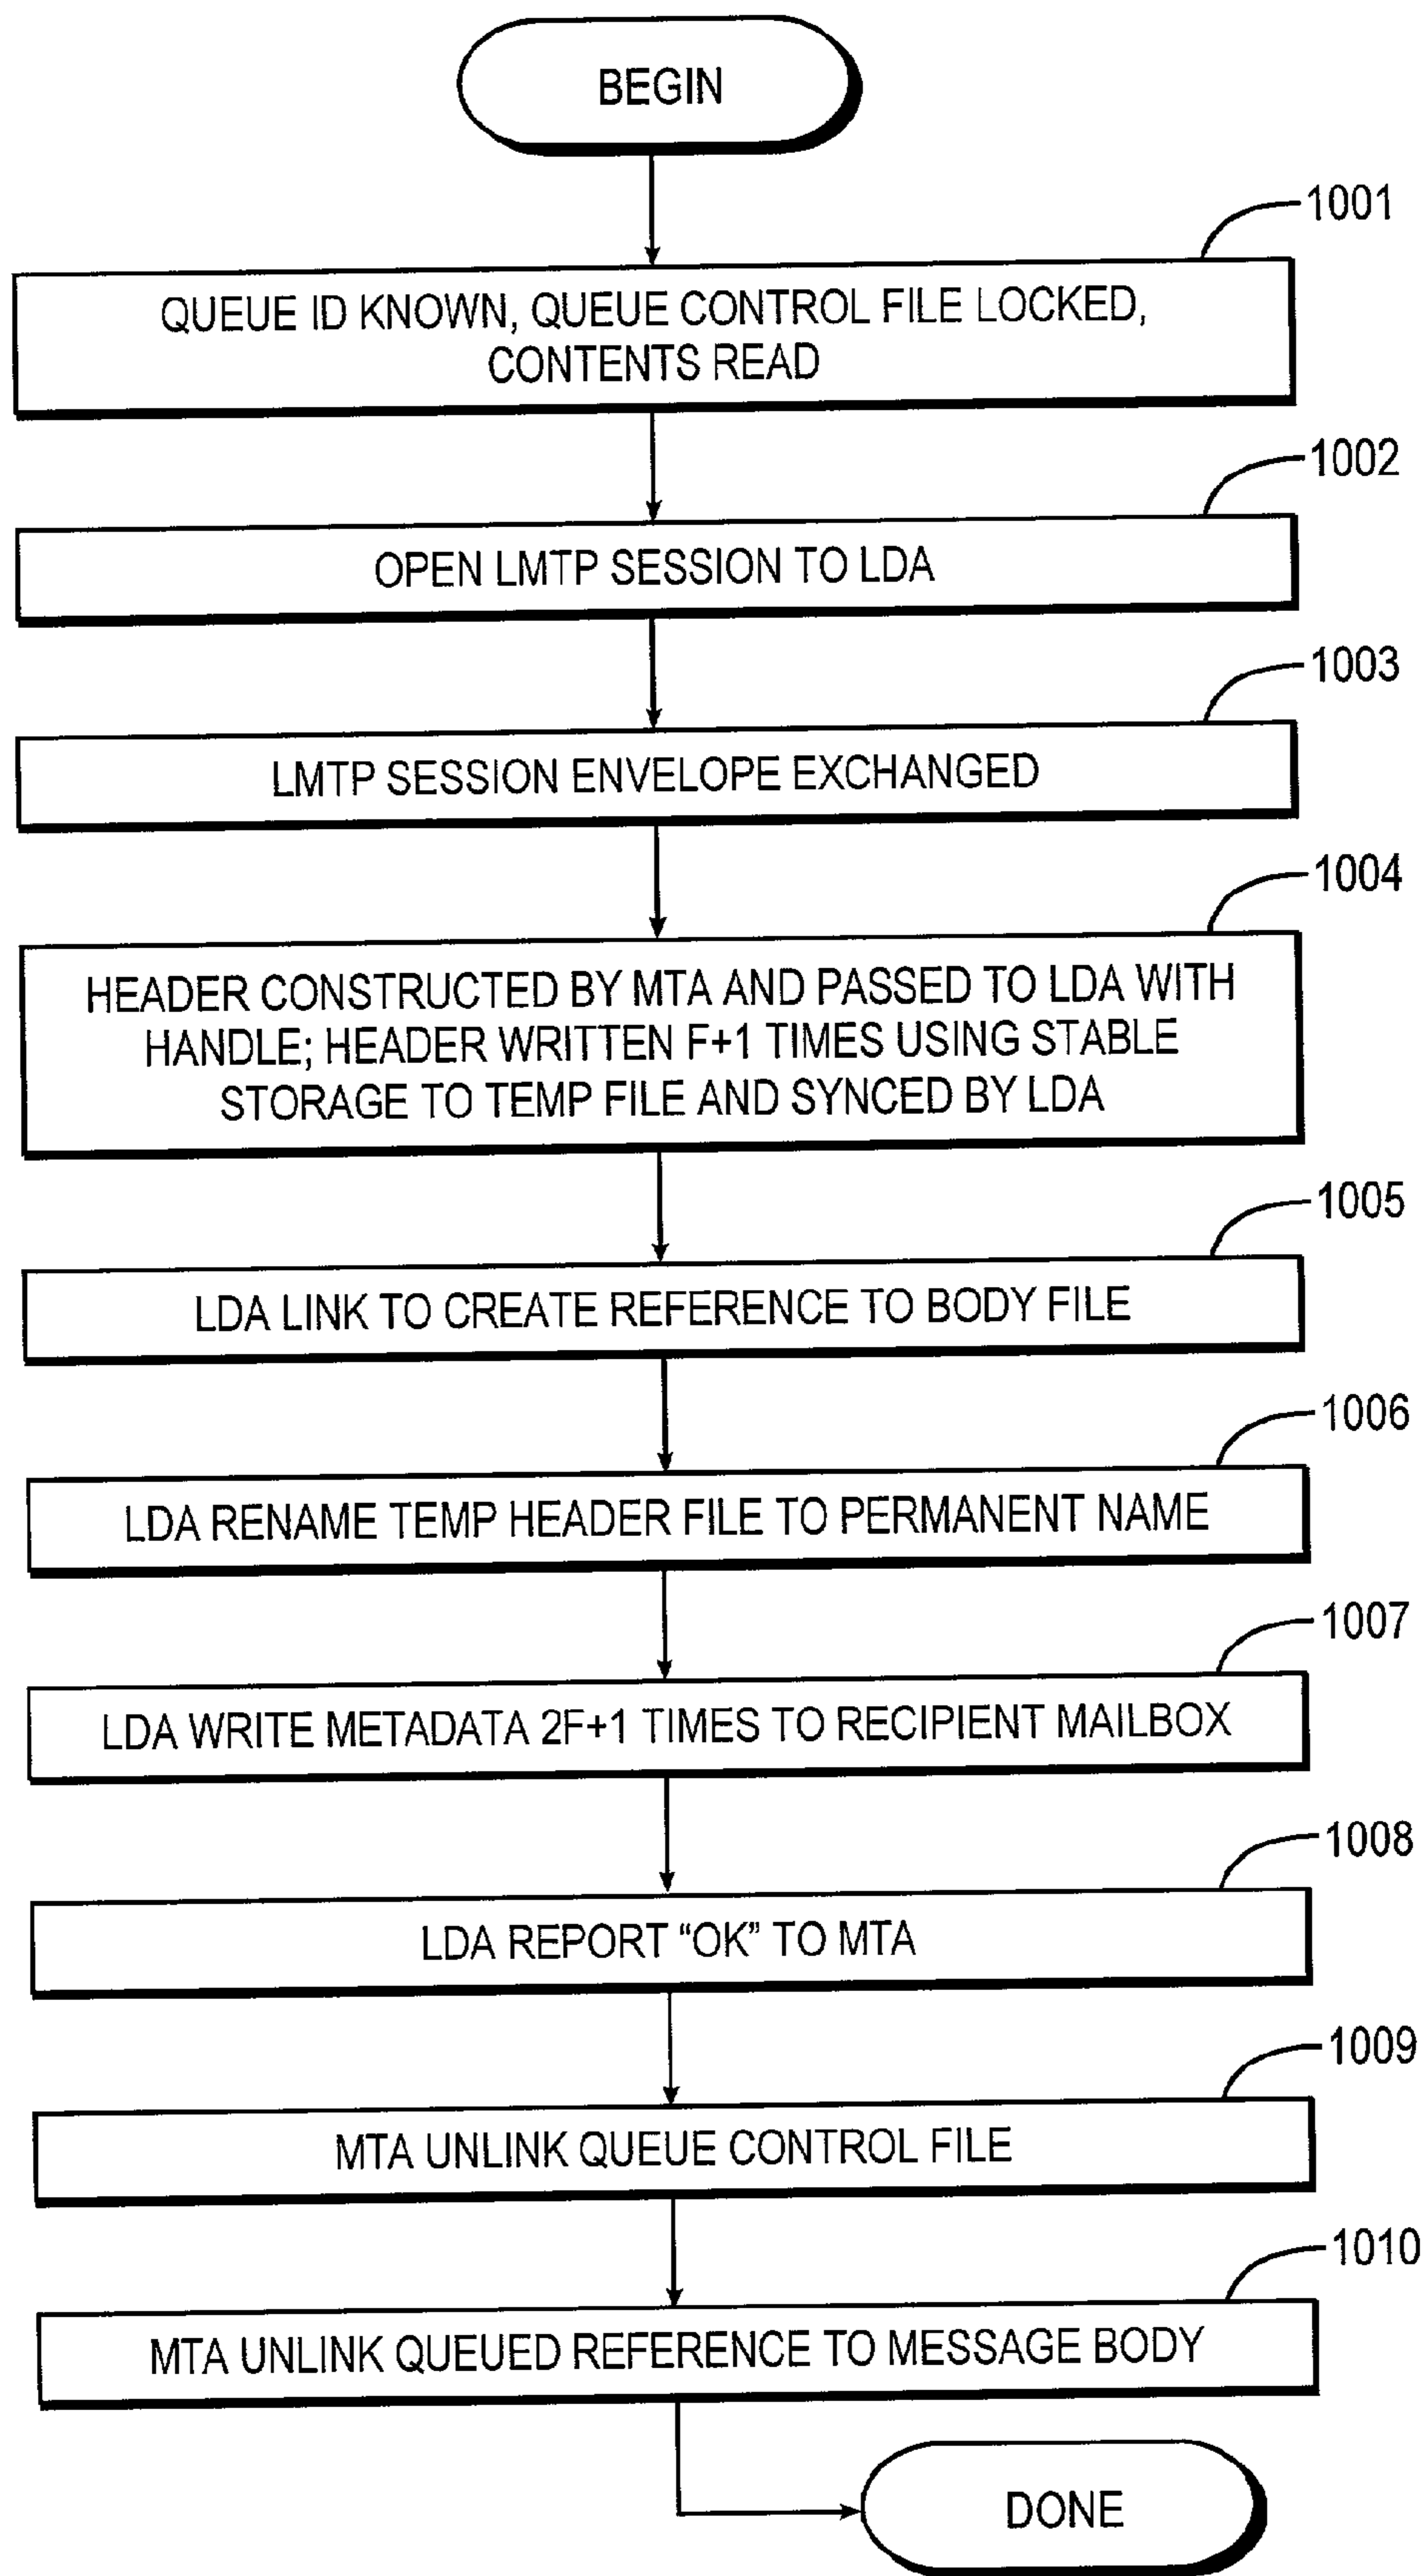 BEGIN
1001
QUEUE ID KNOWN, QUEUE CONTROL FILE LOCKED,
CONTENTS READ
1002
OPEN LMTP SESSION TO LDA
1003
LMTP SESSION ENVELOPE EXCHANGED
1004
HEADER CONSTRUCTED BY MTA AND PASSED TO LDA WITH
HANDLE; HEADER WRITTEN F+1 TIMES USING STABLE
STORAGE TO TEMP FILE AND SYNCED BY LDA
1005
LDA LINK TO CREATE REFERENCE TO BODY FILE
1006
LDA RENAME TEMP HEADER FILE TO PERMANENT NAME
1007
LDA WRITE METADATA 2F+1 TIMES TO RECIPIENT MAILBOX
1008
LDA REPORT “OK” TO MTA
1009
MTA UNLINK QUEUE CONTROL FILE
1010
MTA UNLINK QUEUED REFERENCE TO MESSAGE BODY
DONE